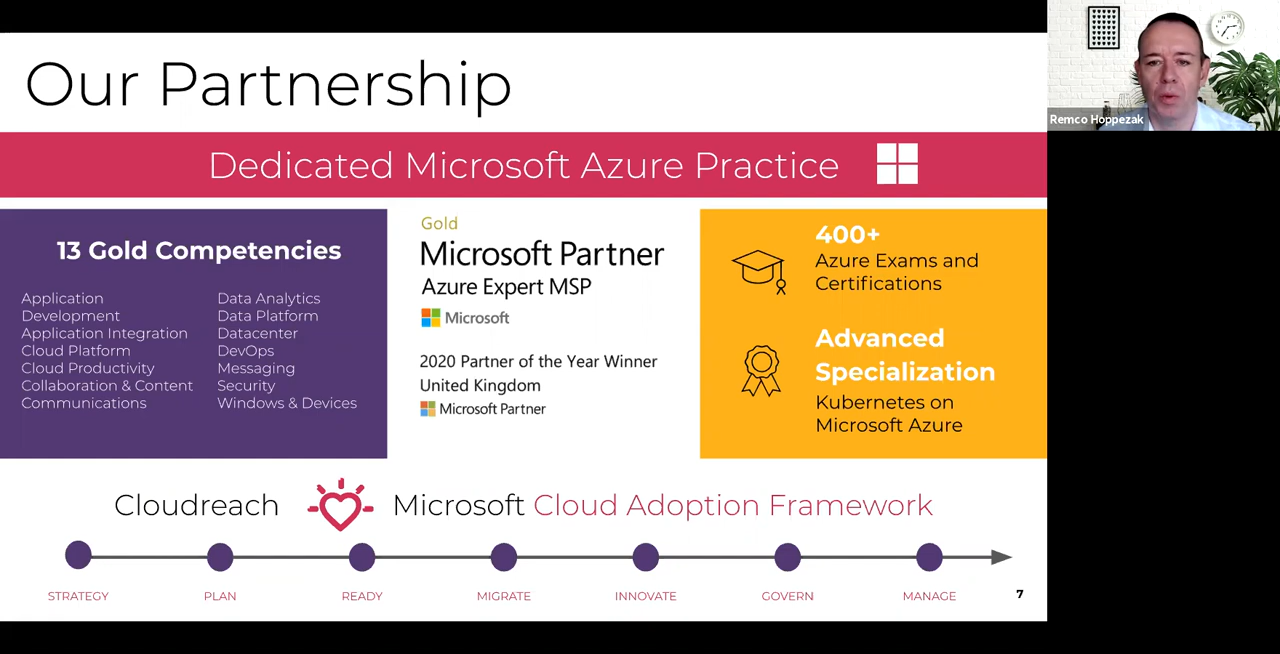 Our Partnership
Remco Hoppezak
Dedicated Microsoft Azure Practice
13 Gold Competencies
Application
Development
Application Integration
Cloud Platform
Cloud Productivity
Collaboration & Content
Communications
Data Analytics
Data Platform
Datacenter
DevOps
Messaging
Security
Windows & Devices
Gold
Microsoft Partner
Azure Expert MSP
Microsoft
2020 Partner of the Year Winner
United Kingdom
Microsoft Partner
400+
Azure Exams and
Certifications
Advanced
Specialization
Kubernetes on
Microsoft Azure
Cloudreach Microsoft Cloud Adoption Framework
STRATEGY PLAN READY MIGRATE INNOVATE GOVERN MANAGE
7